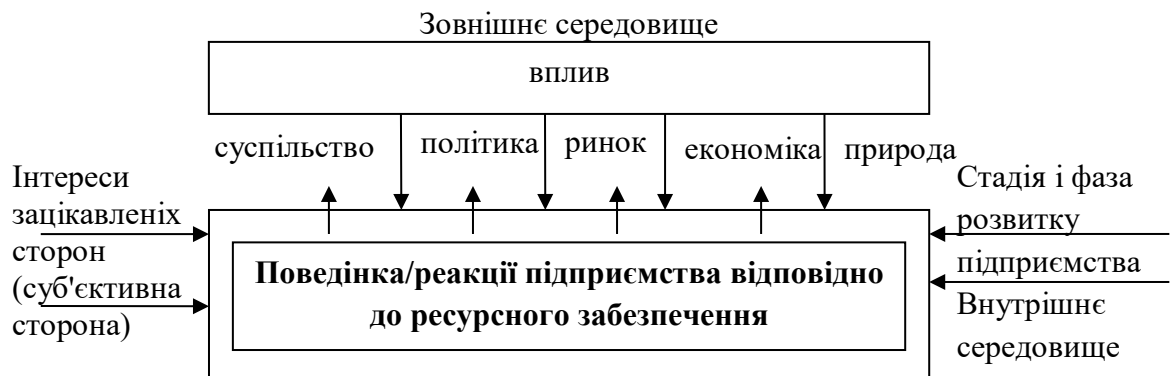 Зовнішнє середовище
вплив
суспільство
політика
ринок
економіка
природа
Інтереси
зацікавленіх
сторон
(суб'єктивна
сторона)
Поведінка/реакції підприємства відповідно
до ресурсного забезпечення
Стадія і фаза
розвитку
підприємства
Внутрішнє
середовище